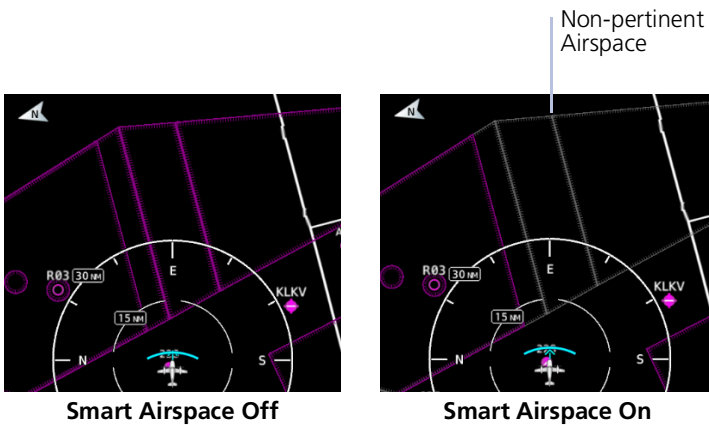 Non-pertinent
Airspace
N
E
R03
30 NM
KLKV
15 NM
N
S
Smart Airspace Off
N
E
R03
30 NM
KLKV
15 NM
N
S
Smart Airspace On